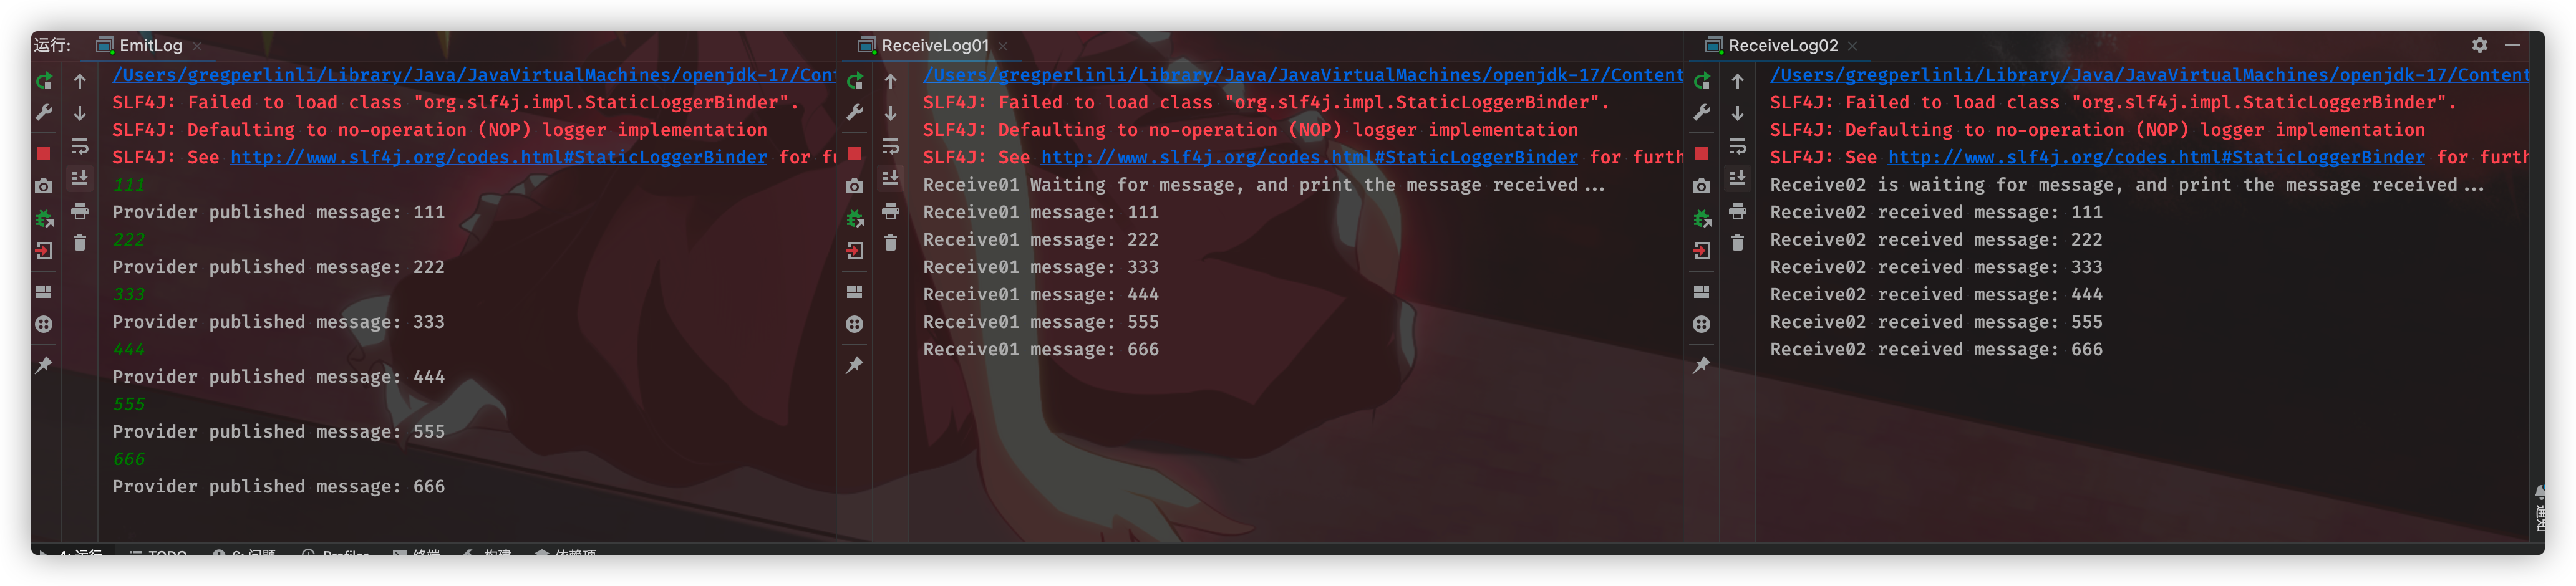 运行:
EmitLog
/Users/gregperlinli/Library/Java/JavaVirtualMachines/openjdk-17/Cont
SLF4J: Failed to load class "org.slf4j.impl.StaticLoggerBinder".
SLF4J: Defaulting to no-operation (NOP) logger implementation
SLF4J: See http://www.slf4j.org/codes.html#StaticLoggerBinder for fu
111
Provider published message: 111
222
Provider published message: 222
333
Provider published message: 333
444
Provider published message: 444
555
Provider published message: 555
666
Provider published message: 666
ReceiveLog01
/Users/gregperlinli/Library/Java/JavaVirtualMachines/openjdk-17/Content
SLF4J: Failed to load class "org.slf4j.impl.StaticLoggerBinder".
SLF4J: Defaulting to no-operation (NOP) logger implementation
SLF4J: See http://www.slf4j.org/codes.html#StaticLoggerBinder for furth
Receive01 Waiting for message, and print the message received...
Receive01 message: 111
Receive01 message: 222
Receive01 message: 333
Receive01 message: 444
Receive01 message: 555
Receive01 message: 666
ReceiveLog02
/Users/gregperlinli/Library/Java/JavaVirtualMachines/openjdk-17/Content
SLF4J: Failed to load class "org.slf4j.impl.StaticLoggerBinder".
SLF4J: Defaulting to no-operation (NOP) logger implementation
SLF4J: See http://www.slf4j.org/codes.html#StaticLoggerBinder for furth
Receive02 is waiting for message, and print the message received...
Receive02 received message: 111
Receive02 received message: 222
Receive02 received message: 333
Receive02 received message: 444
Receive02 received message: 555
Receive02 received message: 666
通知
4: 运行 TODO 6: 问题 Profiler 终端 构建 依赖项